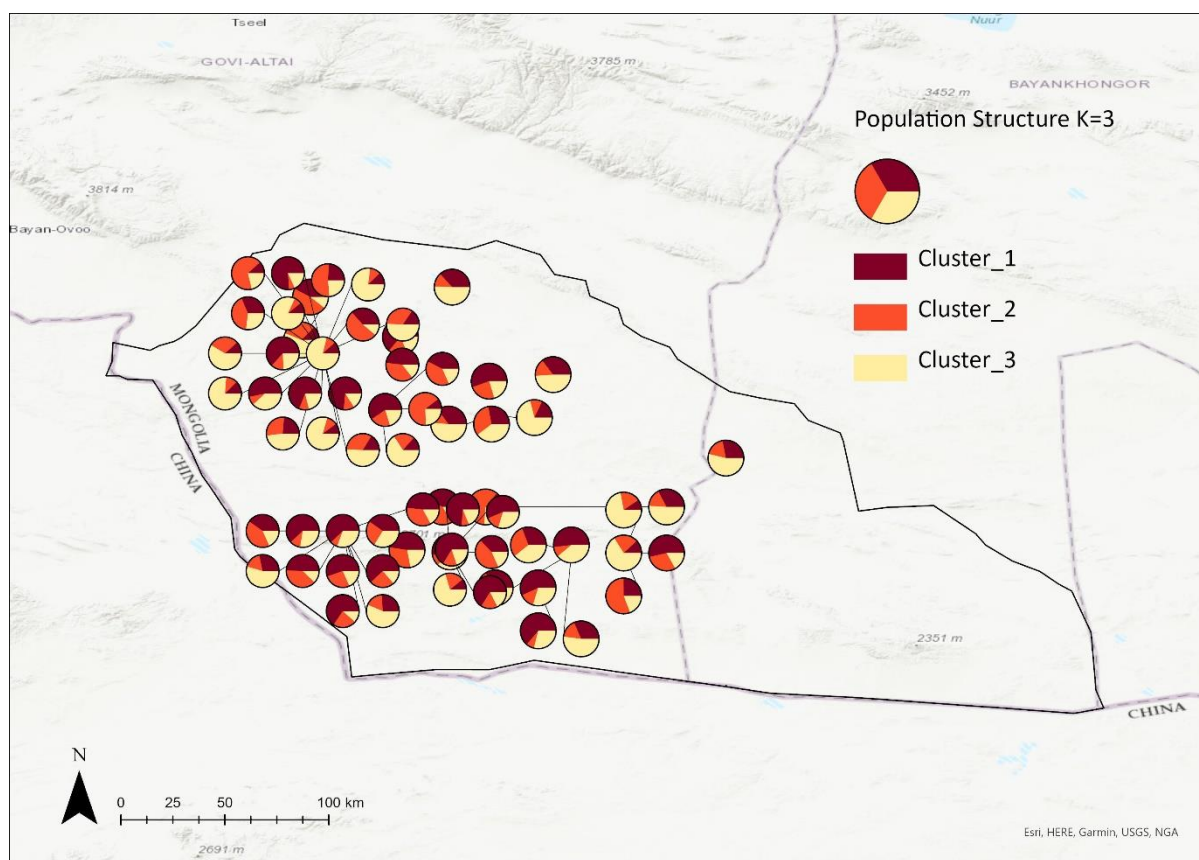 Tseel
Nuur
GOVI-ALTAI
3785 m
3452 m
BAYANKHONGOR
Population Structure K=3
3814 m
Bayan-Ovoo
Cluster_1
Cluster_2
Cluster_3
MONGOLIA
CHINA
2351 m
CHINA
N
0 25 50 100 km
Esri, HERE, Garmin, USGS, NGA
2691 m